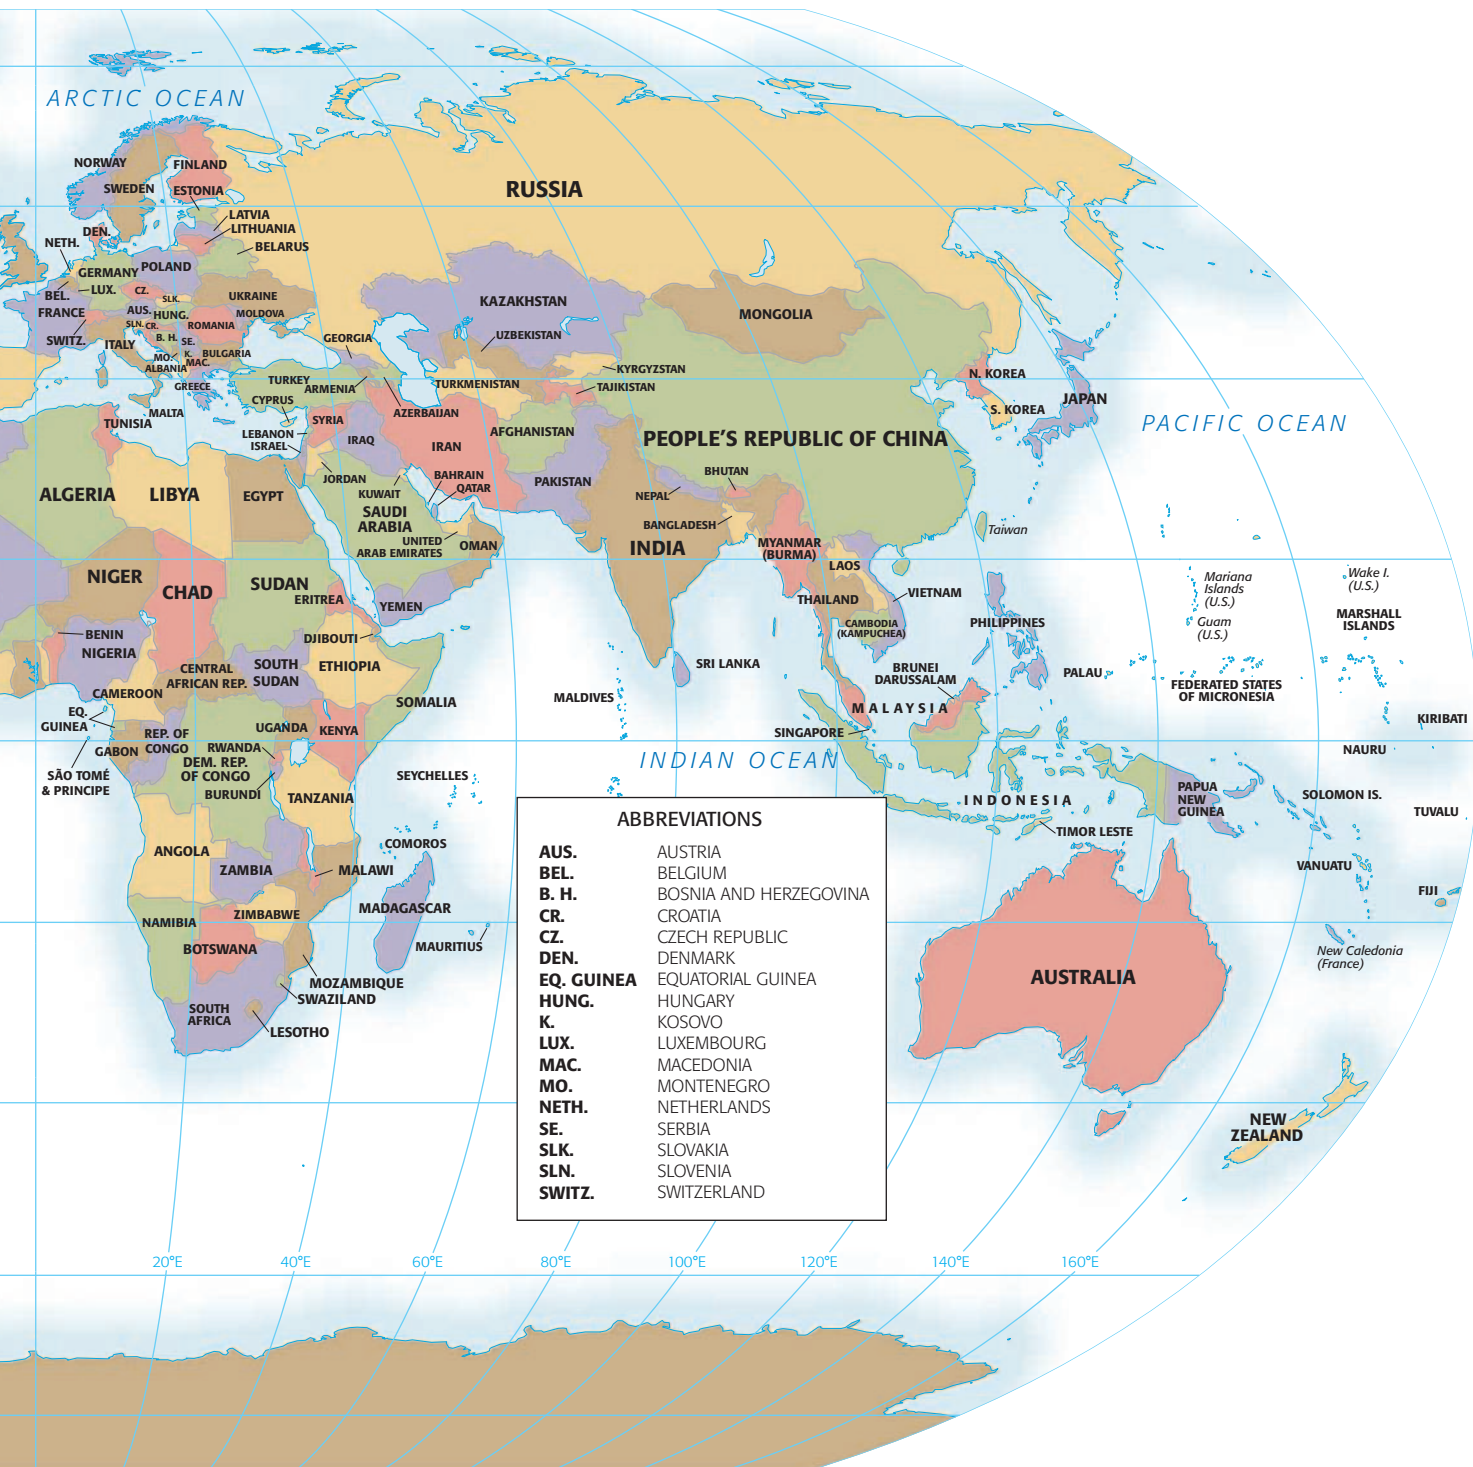 ARCTIC OCEAN
NORWAY
FINLAND
SWEDEN
ESTONIA
RUSSIA
LATVIA
LITHUANIA
DEN.
NETH.
BELARUS
GERMANY
POLAND
BEL.
LUX.
CZ.
SLK.
UKRAINE
FRANCE
AUS.
HUNG.
MOLDOVA
SLN.
CR.
ROMANIA
SWITZ.
ITALY
B. H.
SE.
MO.
K.
BULGARIA
ALBANIA
MAC.
GREECE
GEORGIA
KAZAKHSTAN
UZBEKISTAN
MONGOLIA
KYRGYZSTAN
TAJIKISTAN
TURKMENISTAN
TURKEY
ARMENIA
CYPRUS
AZERBAIJAN
MALTA
TUNISIA
SYRIA
LEBANON
ISRAEL
IRAQ
IRAN
AFGHANISTAN
PEOPLE'S REPUBLIC OF CHINA
N. KOREA
S. KOREA
JAPAN
PACIFIC OCEAN
ALGERIA
LIBYA
EGYPT
JORDAN
KUWAIT
BAHRAIN
QATAR
SAUDI
ARABIA
UNITED
ARAB EMIRATES
OMAN
PAKISTAN
NEPAL
BHUTAN
BANGLADESH
INDIA
MYANMAR
(BURMA)
LAOS
Taiwan
NIGER
CHAD
SUDAN
ERITREA
YEMEN
THAILAND
VIETNAM
CAMBODIA
(KAMPUCHEA)
PHILIPPINES
Mariana
Islands
(U.S.)
Guam
(U.S.)
Wake I.
(U.S.)
MARSHALL
ISLANDS
BENIN
NIGERIA
DJIBOUTI
CENTRAL
AFRICAN REP.
SOUTH
SUDAN
ETHIOPIA
CAMEROON
SOMALIA
SRI LANKA
MALDIVES
BRUNEI
DARUSSALAM
PALAU
FEDERATED STATES
OF MICRONESIA
EQ.
GUINEA
GABON
REP. OF
CONGO
UGANDA
KENYA
RWANDA
DEM. REP.
OF CONGO
BURUNDI
SÃO TOMÉ
& PRINCIPE
TANZANIA
SEYCHELLES
INDIAN OCEAN
MALAYSIA
SINGAPORE
KIRIBATI
NAURU
INDONESIA
PAPUA
NEW
GUINEA
SOLOMON IS.
TUVALU
TIMOR LESTE
ANGOLA
ZAMBIA
MALAWI
COMOROS
MADAGASCAR
MAURITIUS
VANUATU
FIJI
NAMIBIA
ZIMBABWE
BOTSWANA
MOZAMBIQUE
SWAZILAND
SOUTH
AFRICA
LESOTHO
AUSTRALIA
New Caledonia
(France)
NEW
ZEALAND
ABBREVIATIONS
AUS. AUSTRIA
BEL. BELGIUM
B. H. BOSNIA AND HERZEGOVINA
CR. CROATIA
CZ. CZECH REPUBLIC
DEN. DENMARK
EQ. GUINEA EQUATORIAL GUINEA
HUNG. HUNGARY
K. KOSOVO
LUX. LUXEMBOURG
MAC. MACEDONIA
MO. MONTENEGRO
NETH. NETHERLANDS
SE. SERBIA
SLK. SLOVAKIA
SLN. SLOVENIA
SWITZ. SWITZERLAND
20°E 40°E 60°E 80°E 100°E 120°E 140°E 160°E